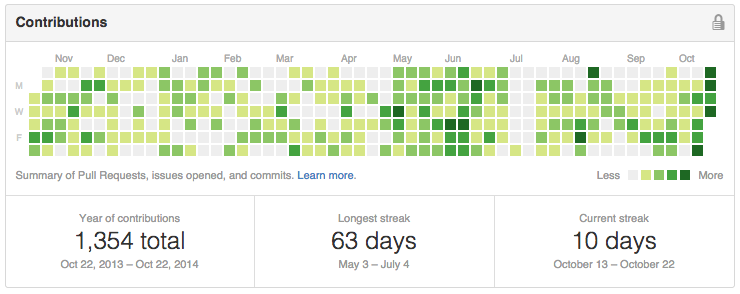 Contributions
Nov Dec Jan Feb Mar Apr May Jun Jul Aug Sep Oct
M
W
F
Summary of Pull Requests, issues opened, and commits. Learn more.
Less More
Year of contributions
1,354 total
Oct 22, 2013 – Oct 22, 2014
Longest streak
63 days
May 3 – July 4
Current streak
10 days
October 13 – October 22